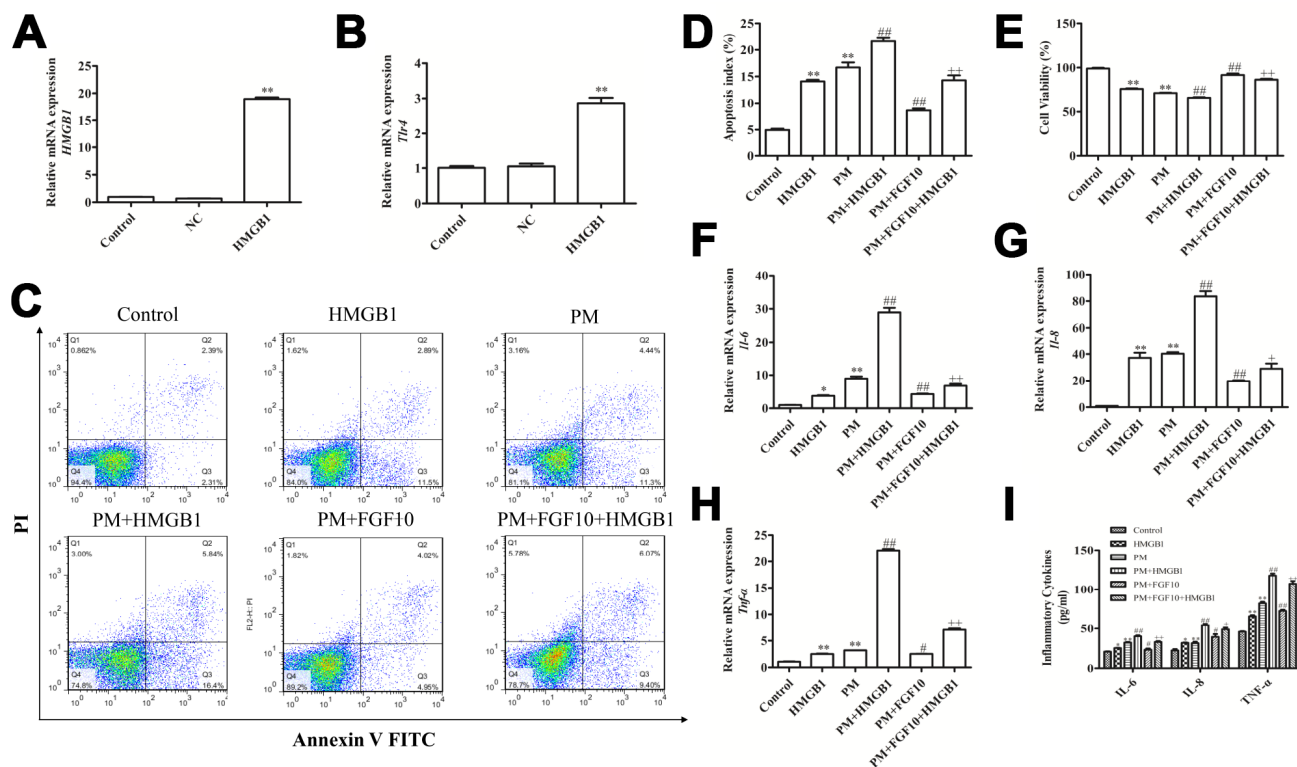 A
Relative mRNA expression
HMGB1
25
20
15
10
5
0
**
Control
NC
HMGB1
B
Relative mRNA expression
Tlr4
4
3
2
1
0
**
Control
NC
HMGB1
C
PI
Annexin V FITC
Control
Q1
0.862%
Q2
2.39%
Q4
94.4%
Q3
2.31%
HMGB1
Q1
1.62%
Q2
2.89%
Q4
84.0%
Q3
11.5%
PM
Q1
3.16%
Q2
4.44%
Q4
81.1%
Q3
11.3%
PM+HMGB1
Q1
3.00%
Q2
5.84%
Q4
74.8%
Q3
16.4%
PM+FGF10
Q1
1.82%
Q2
4.02%
FL2-H:: PI
Q4
89.2%
Q3
4.95%
PM+FGF10+HMGB1
Q1
5.78%
Q2
6.07%
Q4
78.7%
Q3
9.40%
D
Apoptosis index (%)
25
20
15
10
5
0
** ** ## ## ++
Control
HMGB1
PM
PM+HMGB1
PM+FGF10
PM+FGF10+HMGB1
E
Cell Viability (%)
150
100
50
0
** ** ## ## ++
Control
HMGB1
PM
PM+HMGB1
PM+FGF10
PM+FGF10+HMGB1
F
Relative mRNA expression
Il-6
40
30
20
10
0
* ** ## ## ++
Control
HMGB1
PM
PM+HMGB1
PM+FGF10
PM+FGF10+HMGB1
G
Relative mRNA expression
Il-8
100
80
60
40
20
0
** ** ## ## +
Control
HMGB1
PM
PM+HMGB1
PM+FGF10
PM+FGF10+HMGB1
H
Relative mRNA expression
Tnf-α
25
20
15
10
5
0
** ** ## # ++
Control
HMGB1
PM
PM+HMGB1
PM+FGF10
PM+FGF10+HMGB1
I
Inflammatory Cytokines
(pg/ml)
150
100
50
0
Control
HMGB1
PM
PM+HMGB1
PM+FGF10
PM+FGF10+HMGB1
IL-6
IL-8
TNF-α